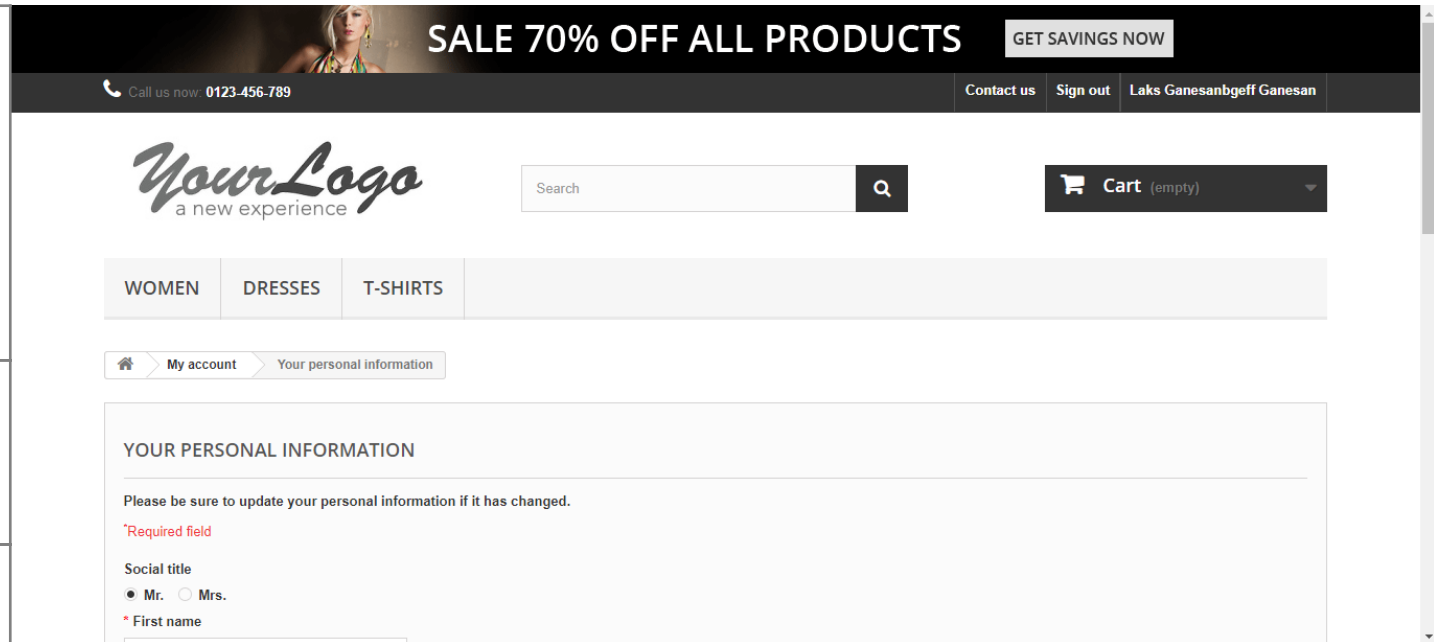 SALE 70% OFF ALL PRODUCTS GET SAVINGS NOW
Call us now: 0123-456-789 Contact us Sign out Laks Ganesanbgeff Ganesan
YourLogo
a new experience
Search
Cart (empty)
WOMEN DRESSES T-SHIRTS
My account Your personal information
YOUR PERSONAL INFORMATION
Please be sure to update your personal information if it has changed.
*Required field
Social title
Mr. Mrs.
* First name